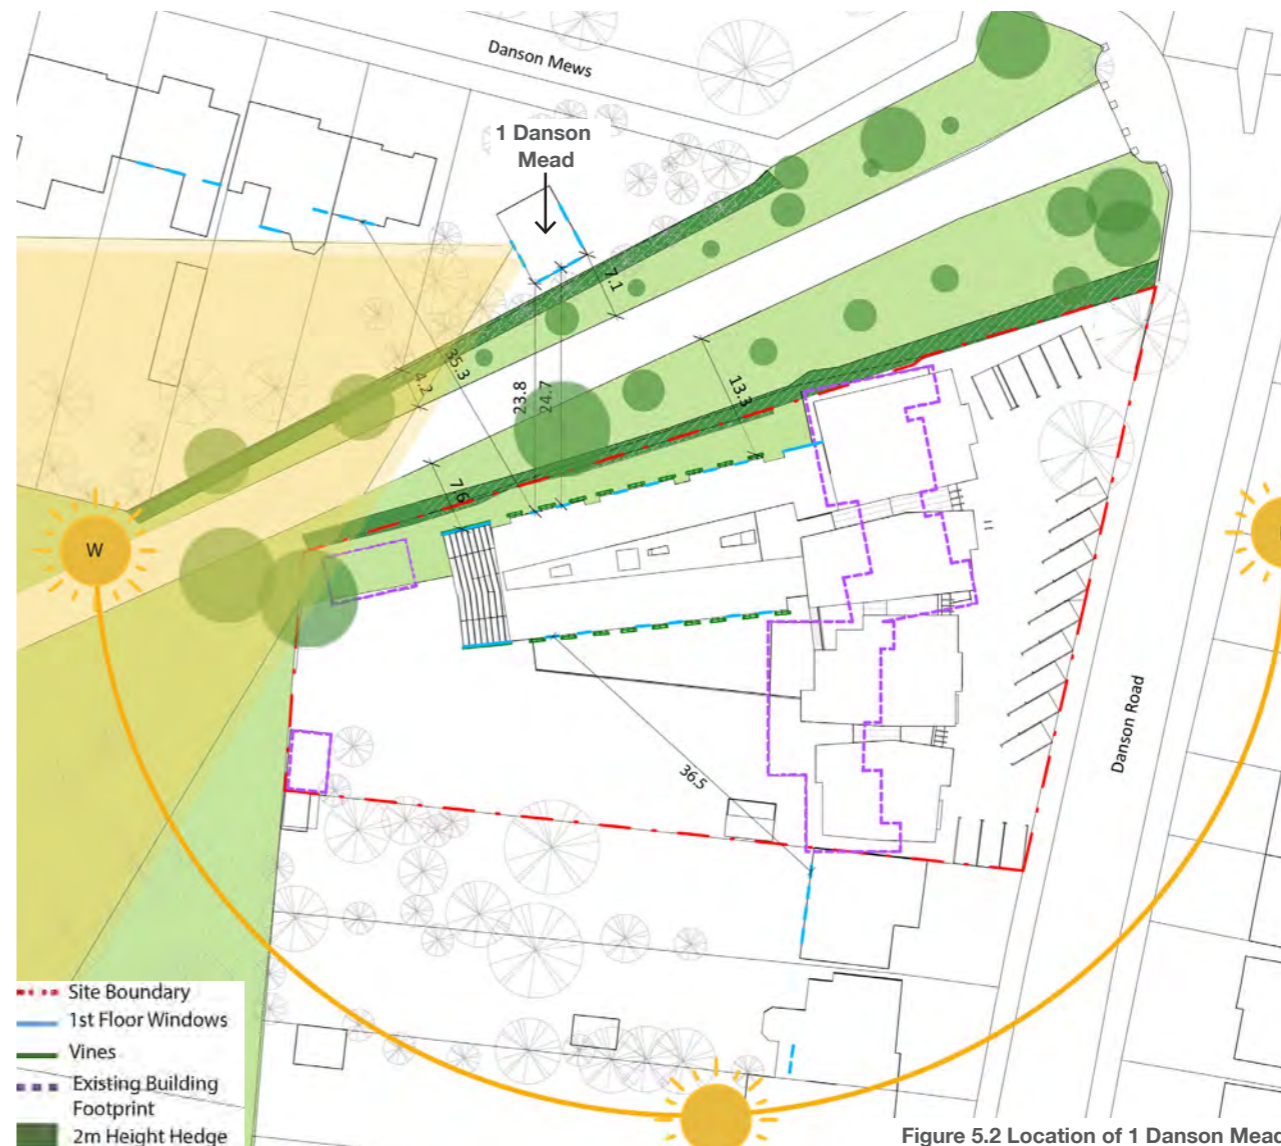 Danson Mews
1 Danson
Mead
7.1
35.3
4.2
23.8
24.7
13.3
7.6
W
36.5
Danson Road
Site Boundary
1st Floor Windows
Vines
Existing Building
Footprint
2m Height Hedge
Figure 5.2 Location of 1 Danson Mead